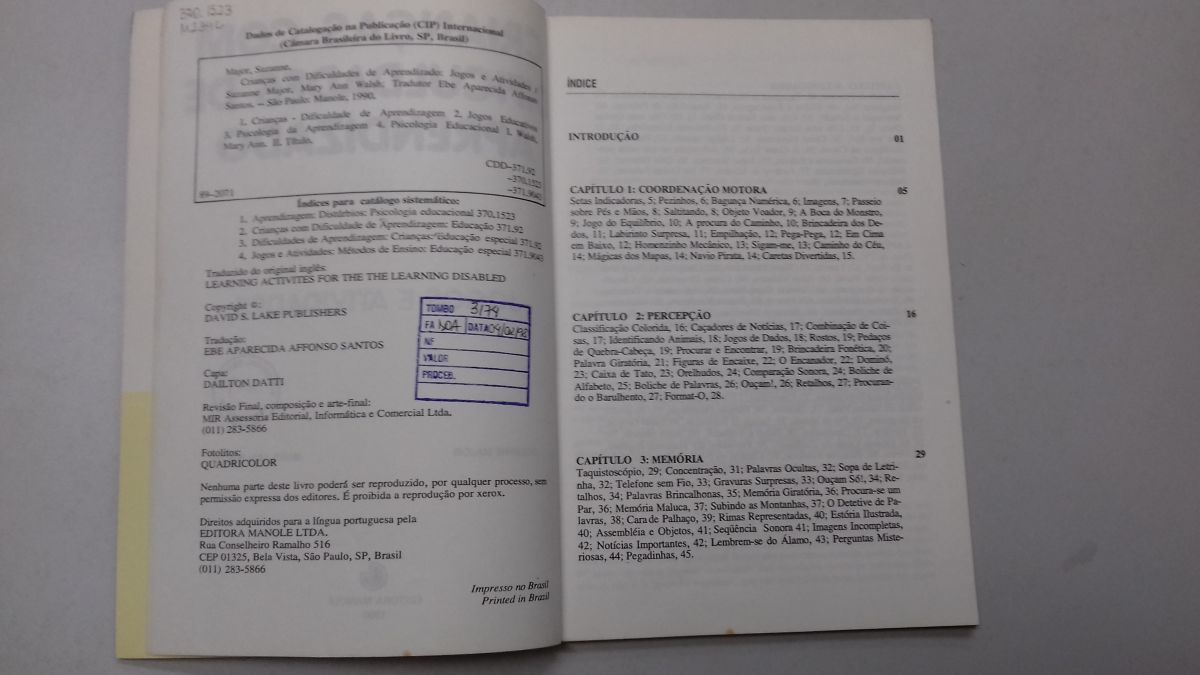 370.1523
M234c
Dados de Catalogação na Publicação (CIP) Internacional
(Câmara Brasileira do Livro, SP, Brasil)
Major, Suzanne.
Crianças com Dificuldades de Aprendizado: Jogos e Atividades /
Suzanne Major, Mary Ann Walsh; Tradutor Ebe Aparecida Affonso
Santos. – São Paulo: Manole, 1990.
1. Crianças - Dificuldade de Aprendizagem 2. Jogos Educativos
3. Psicologia da Aprendizagem 4. Psicologia Educacional I. Walsh,
Mary Ann. II. Título.
CDD–371.92
–370.1523
–371.9043
89–2071
Índices para catálogo sistemático:
1. Aprendizagem: Distúrbios: Psicologia educacional 370.1523
2. Crianças com Dificuldade de Aprendizagem: Educação 371.92
3. Dificuldades de Aprendizagem: Crianças: Educação especial 371.92
4. Jogos e Atividades: Métodos de Ensino: Educação especial 371.9043
Traduzido do original inglês
LEARNING ACTIVITES FOR THE THE LEARNING DISABLED
Copyright ©:
DAVID S. LAKE PUBLISHERS
Tradução:
EBE APARECIDA AFFONSO SANTOS
Capa:
DAILTON DATTI
TOMBO 3179
FA DOA DATA 04/02/92
NF
VALOR
PROCED.
Revisão Final, composição e arte-final:
MIR Assessoria Editorial, Informática e Comercial Ltda.
(011) 283-5866
Fotolitos:
QUADRICOLOR
Nenhuma parte deste livro poderá ser reproduzido, por qualquer processo, sem
permissão expressa dos editores. É proibida a reprodução por xerox.
Direitos adquiridos para a língua portuguesa pela
EDITORA MANOLE LTDA.
Rua Conselheiro Ramalho 516
CEP 01325, Bela Vista, São Paulo, SP, Brasil
(011) 283-5866
Impresso no Brasil
Printed in Brazil
ÍNDICE
INTRODUÇÃO 01
CAPÍTULO 1: COORDENAÇÃO MOTORA 05
Setas Indicadoras, 5; Pezinhos, 6; Bagunça Numérica, 6; Imagens, 7; Passeio
sobre Pés e Mãos, 8; Saltitando, 8; Objeto Voador, 9; A Boca do Monstro,
9; Jogo do Equilíbrio, 10; A procura do Caminho, 10; Brincadeira dos De-
dos, 11; Labirinto Surpresa, 11; Empilhação, 12; Pega-Pega, 12; Em Cima
em Baixo, 12; Homenzinho Mecânico, 13; Sigam-me, 13; Caminho do Céu,
14; Mágicas dos Mapas, 14; Navio Pirata, 14; Caretas Divertidas, 15.
CAPÍTULO 2: PERCEPÇÃO 16
Classificação Colorida, 16; Caçadores de Notícias, 17; Combinação de Coi-
sas, 17; Identificando Animais, 18; Jogos de Dados, 18; Rostos, 19; Pedaços
de Quebra-Cabeça, 19; Procurar e Encontrar, 19; Brincadeira Fonética, 20;
Palavra Giratória, 21; Figuras de Encaixe, 22; O Encanador, 22; Dominó,
23; Caixa de Tato, 23; Orelhudos, 24; Comparação Sonora, 24; Boliche de
Alfabeto, 25; Boliche de Palavras, 26; Ouçam!, 26; Retalhos, 27; Procuran-
do o Barulhento, 27; Format-O, 28.
CAPÍTULO 3: MEMÓRIA 29
Taquistoscópio, 29; Concentração, 31; Palavras Ocultas, 32; Sopa de Letri-
nha, 32; Telefone sem Fio, 33; Gravuras Surpresas, 33; Ouçam Só!, 34; Re-
talhos, 34; Palavras Brincalhonas, 35; Memória Giratória, 36; Procura-se um
Par, 36; Memória Maluca, 37; Subindo as Montanhas, 37; O Detetive de Pa-
lavras, 38; Cara de Palhaço, 39; Rimas Representadas, 40; Estória Ilustrada,
40; Assembléia e Objetos, 41; Seqüência Sonora 41; Imagens Incompletas,
42; Notícias Importantes, 42; Lembrem-se do Álamo, 43; Perguntas Miste-
riosas, 44; Pegadinhas, 45.